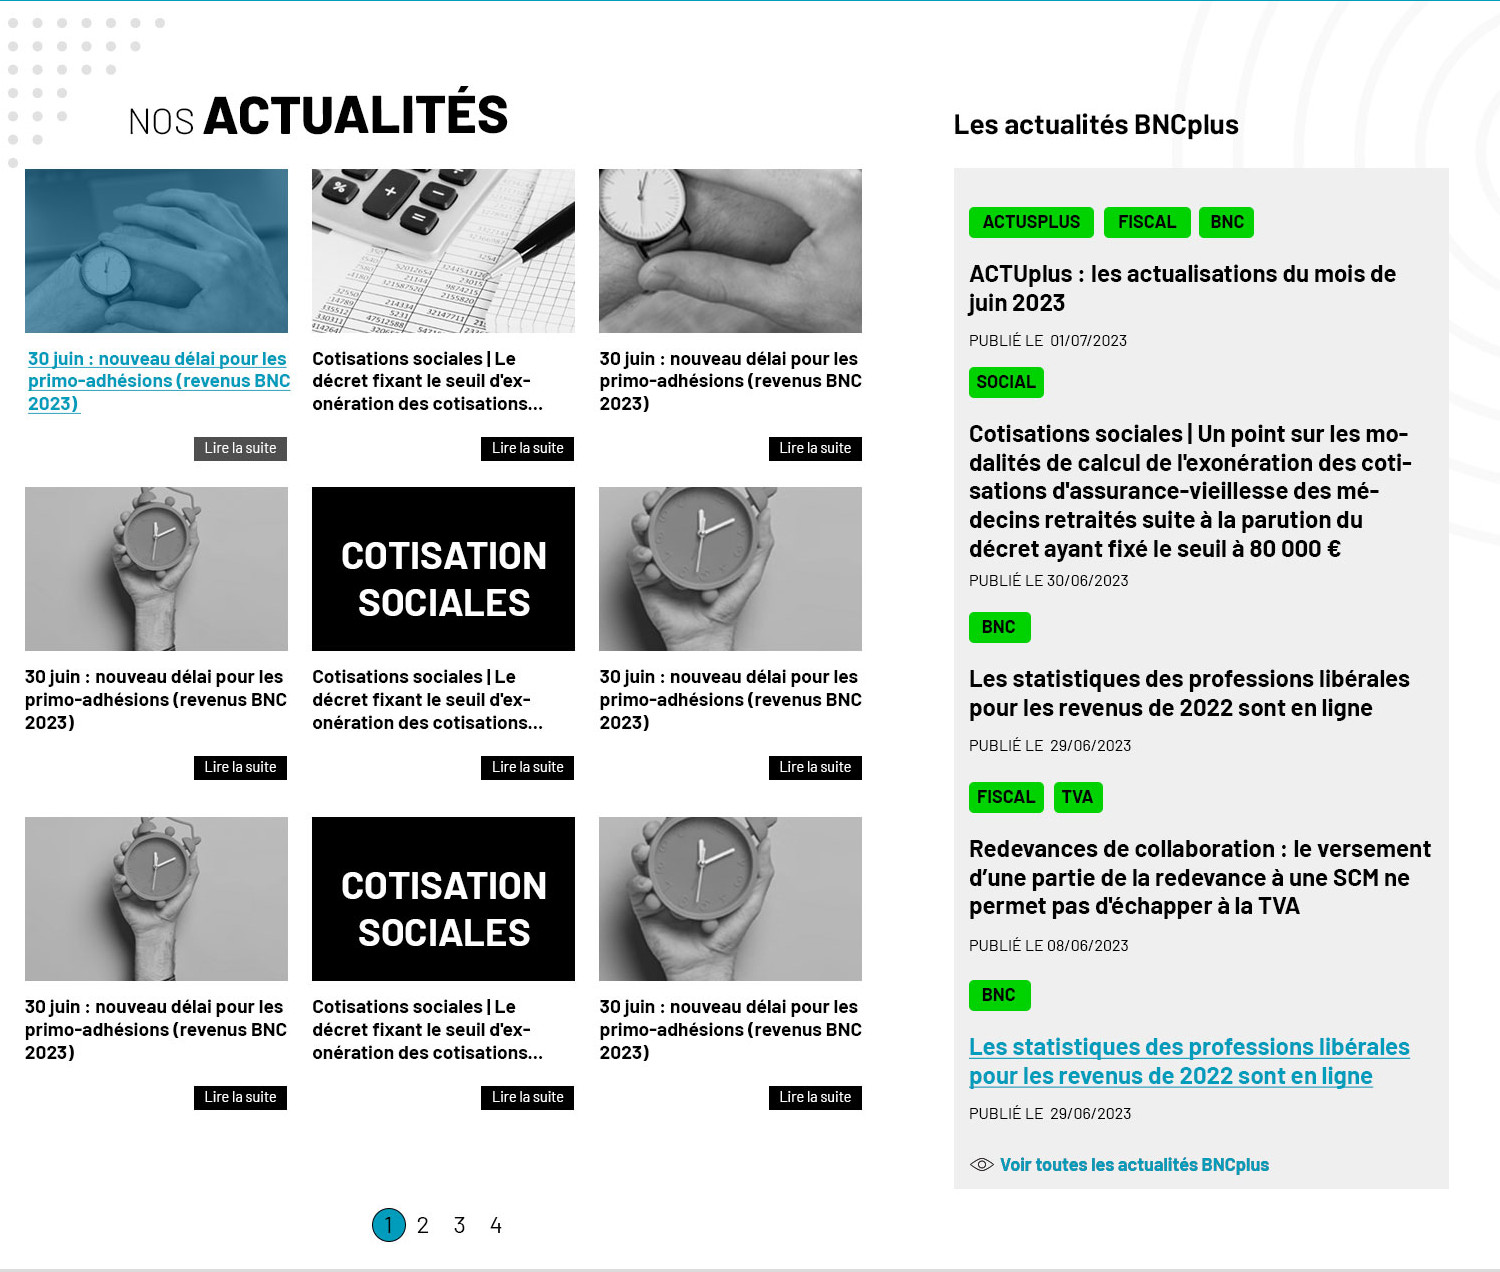 NOS ACTUALITÉS
30 juin : nouveau délai pour les
primo-adhésions (revenus BNC
2023)
Lire la suite
Cotisations sociales | Le
décret fixant le seuil d'ex-
onération des cotisations...
Lire la suite
30 juin : nouveau délai pour les
primo-adhésions (revenus BNC
2023)
Lire la suite
30 juin : nouveau délai pour les
primo-adhésions (revenus BNC
2023)
Lire la suite
COTISATION
SOCIALES
Cotisations sociales | Le
décret fixant le seuil d'ex-
onération des cotisations...
Lire la suite
30 juin : nouveau délai pour les
primo-adhésions (revenus BNC
2023)
Lire la suite
30 juin : nouveau délai pour les
primo-adhésions (revenus BNC
2023)
Lire la suite
COTISATION
SOCIALES
Cotisations sociales | Le
décret fixant le seuil d'ex-
onération des cotisations...
Lire la suite
30 juin : nouveau délai pour les
primo-adhésions (revenus BNC
2023)
Lire la suite
1 2 3 4
Les actualités BNCplus
ACTUSPLUS FISCAL BNC
ACTUplus : les actualisations du mois de
juin 2023
PUBLIÉ LE 01/07/2023
SOCIAL
Cotisations sociales | Un point sur les mo-
dalités de calcul de l'exonération des coti-
sations d'assurance-vieillesse des mé-
decins retraités suite à la parution du
décret ayant fixé le seuil à 80 000 €
PUBLIÉ LE 30/06/2023
BNC
Les statistiques des professions libérales
pour les revenus de 2022 sont en ligne
PUBLIÉ LE 29/06/2023
FISCAL TVA
Redevances de collaboration : le versement
d’une partie de la redevance à une SCM ne
permet pas d'échapper à la TVA
PUBLIÉ LE 08/06/2023
BNC
Les statistiques des professions libérales
pour les revenus de 2022 sont en ligne
PUBLIÉ LE 29/06/2023
Voir toutes les actualités BNCplus